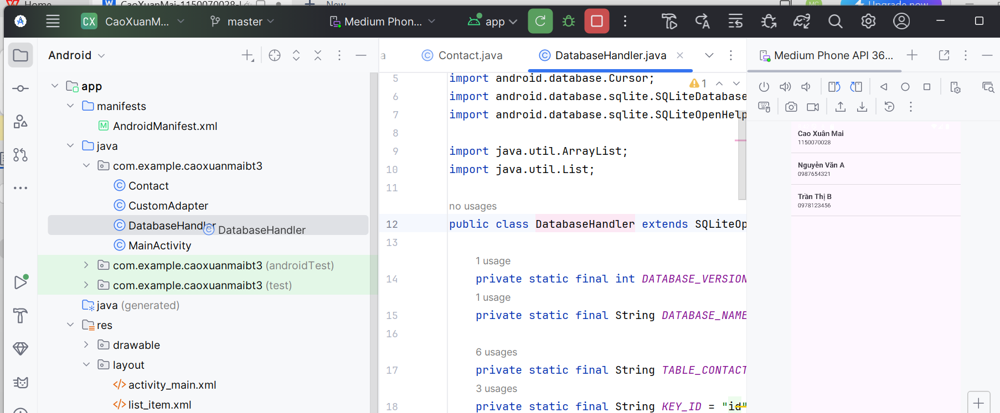 Home
CaoXuanMai-1150070028-L
New
MC
Upgrade now
CX CaoXuanM... master Medium Phon... app
Android
app
manifests
AndroidManifest.xml
java
com.example.caoxuanmaibt3
Contact
CustomAdapter
DatabaseHandler
DatabaseHandler
MainActivity
com.example.caoxuanmaibt3 (androidTest)
com.example.caoxuanmaibt3 (test)
java (generated)
res
drawable
layout
activity_main.xml
list_item.xml
a Contact.java DatabaseHandler.java
1
5 import android.database.Cursor;
6 import android.database.sqlite.SQLiteDatabase
7 import android.database.sqlite.SQLiteOpenHelp
8
9 import java.util.ArrayList;
10 import java.util.List;
11
no usages
12 public class DatabaseHandler extends SQLiteOp
13
1 usage
14 private static final int DATABASE_VERSION
1 usage
15 private static final String DATABASE_NAME
16
6 usages
17 private static final String TABLE_CONTACT
3 usages
18 private static final String KEY_ID = "id"
Medium Phone API 36...
Cao Xuân Mai
1150070028
Nguyễn Văn A
0987654321
Trần Thị B
0978123456